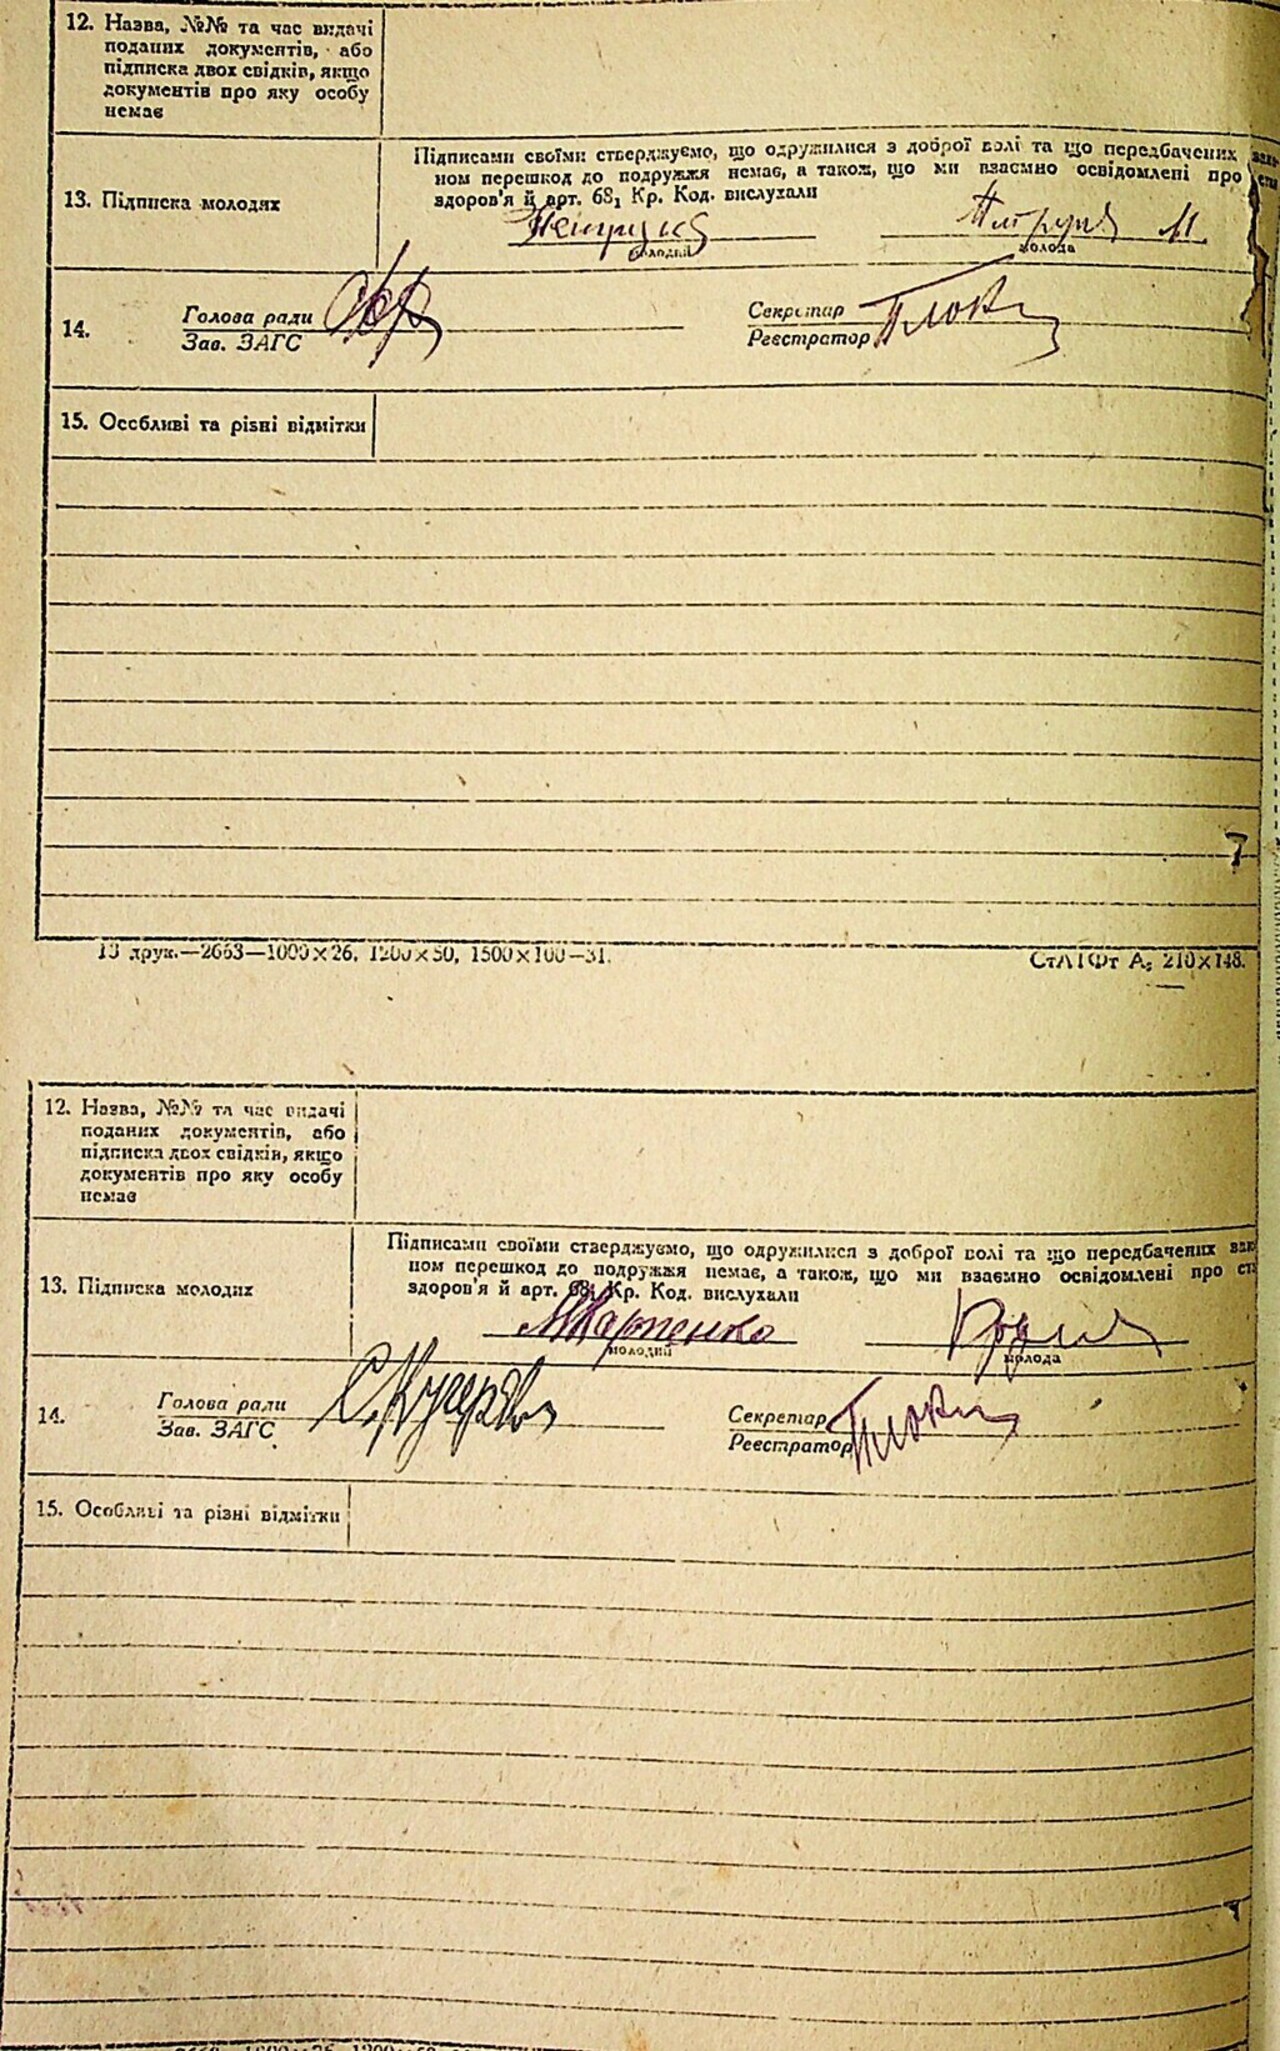 12. Назва, №№ та час видачі
поданих документів, або
підписка двох свідків, якщо
документів про яку особу
немає
13. Підписка молодях
Підписами своїми стверджуємо, що одружилися з доброї волі та що передбачених
ном перешкод до подружжя немає, а також, що ми взаємно освідомлені про
здоров'я й арт. 68₁ Кр. Код. вислухали
молодий
молода
14.
Голова ради
Зав. ЗАГС
Секретар
Реєстратор
15. Особливі та різні відмітки
7
13 друк.—2663—1000×26, 1200×50, 1500×100—31.
СтАТФт А₅ 210×148.
12. Назва, №№ та час видачі
поданих документів, або
підписка двох свідків, якщо
документів про яку особу
немає
13. Підписка молодих
Підписами своїми стверджуємо, що одружилися з доброї волі та що передбачених зак
ном перешкод до подружжя немає, а також, що ми взаємно освідомлені про ст
здоров'я й арт. 68₁ Кр. Код. вислухали
МКарпенко
молодий
молода
14.
Голова ради
Зав. ЗАГС
Секретар
Реєстратор
15. Особливі та різні відмітки